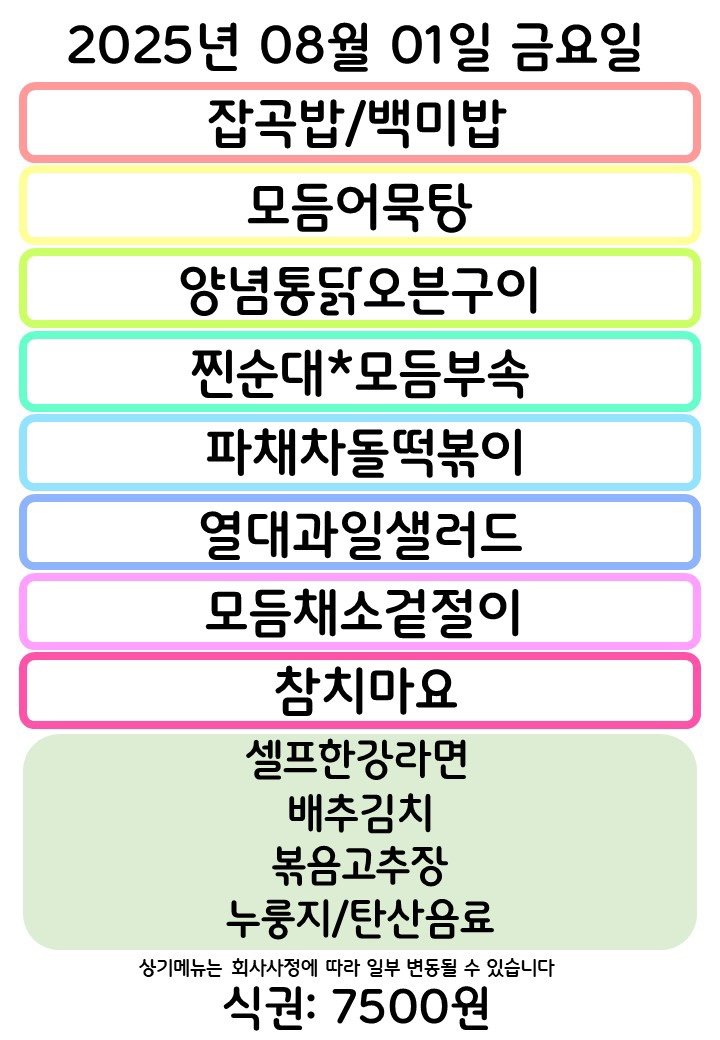 2025년 08월 01일 금요일
잡곡밥/백미밥
모듬어묵탕
양념통닭오븐구이
찐순대*모듬부속
파채차돌떡볶이
열대과일샐러드
모듬채소겉절이
참치마요
셀프한강라면
배추김치
볶음고추장
누룽지/탄산음료
상기메뉴는 회사사정에 따라 일부 변동될 수 있습니다
식권: 7500원